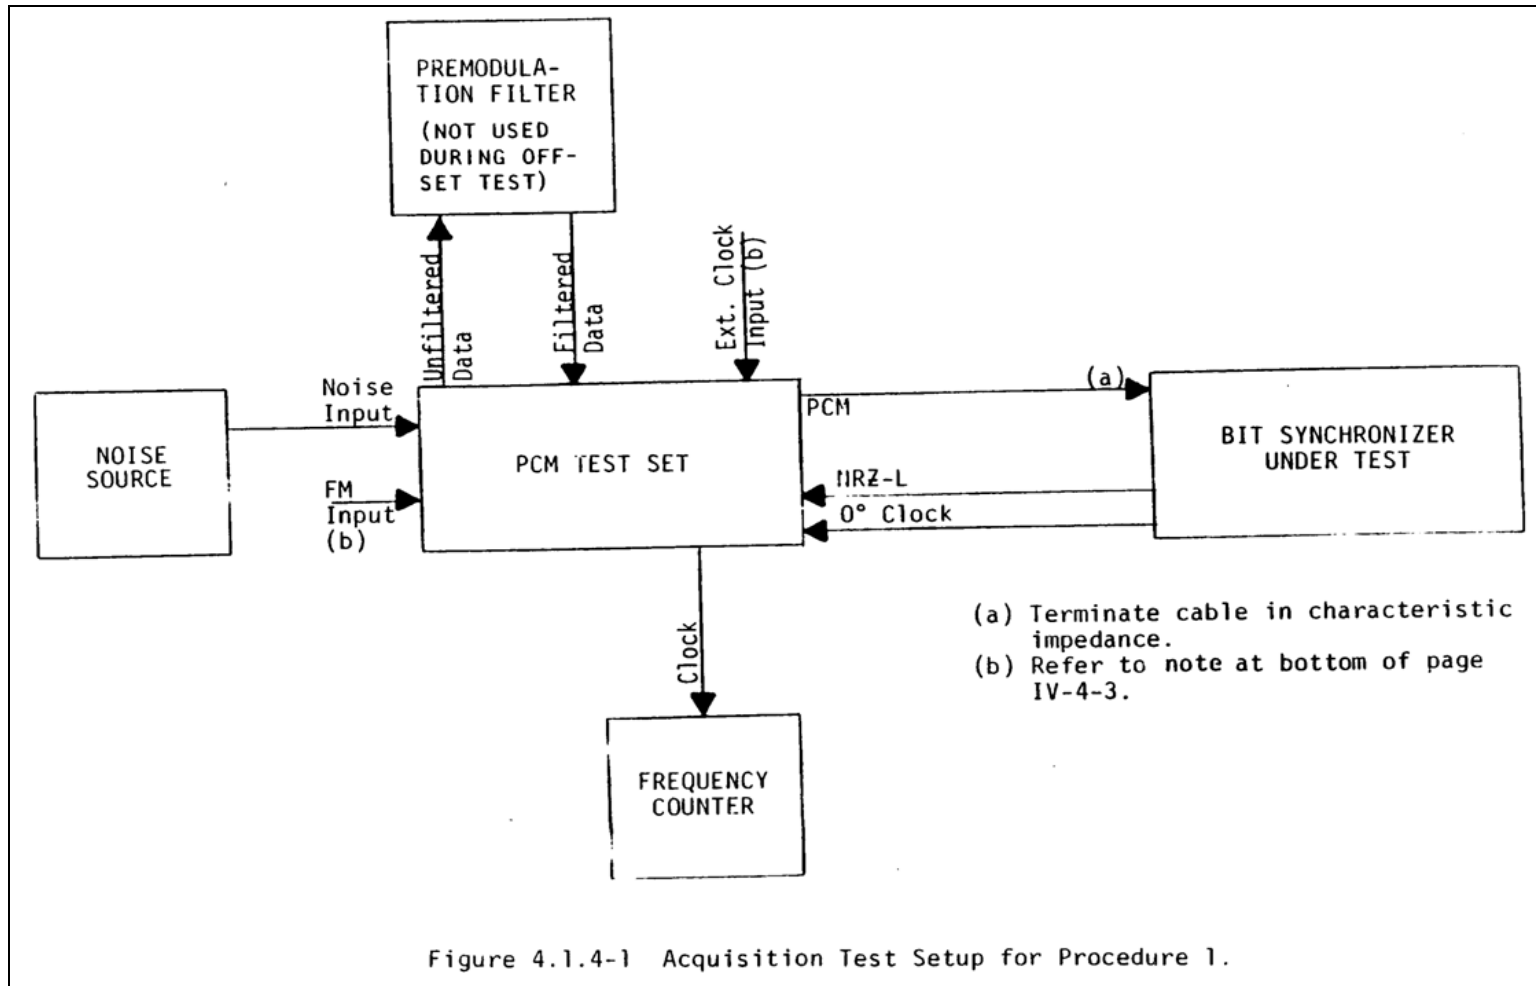 PREMODULA-
TION FILTER
(NOT USED
DURING OFF-
SET TEST)
Unfiltered
Data
Filtered
Data
Ext. Clock
Input (b)
Noise
Input
FM
Input
(b)
NOISE
SOURCE
PCM TEST SET
PCM
(a)
NRZ-L
0° Clock
BIT SYNCHRONIZER
UNDER TEST
Clock
FREQUENCY
COUNTER
(a) Terminate cable in characteristic
impedance.
(b) Refer to note at bottom of page
IV-4-3.
Figure 4.1.4-1 Acquisition Test Setup for Procedure 1.